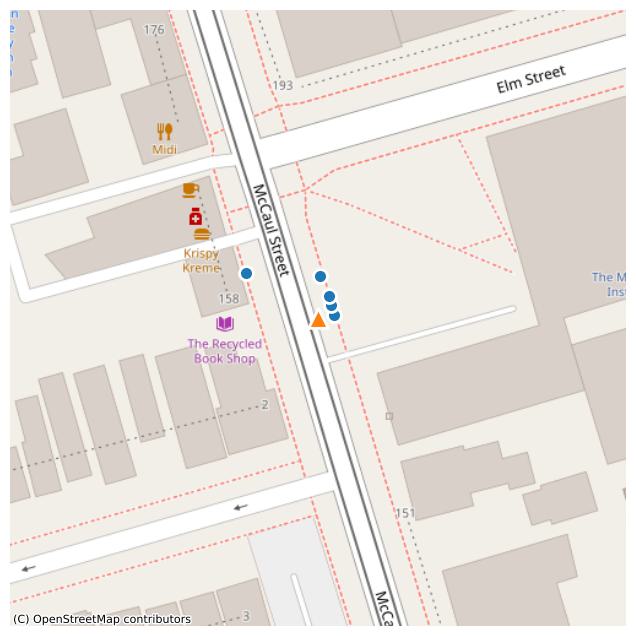 176
193
Elm Street
Midi
McCaul Street
Krispy
Kreme
158
The M
Ins
The Recycled
Book Shop
2
151
McCa
3
(C) OpenStreetMap contributors